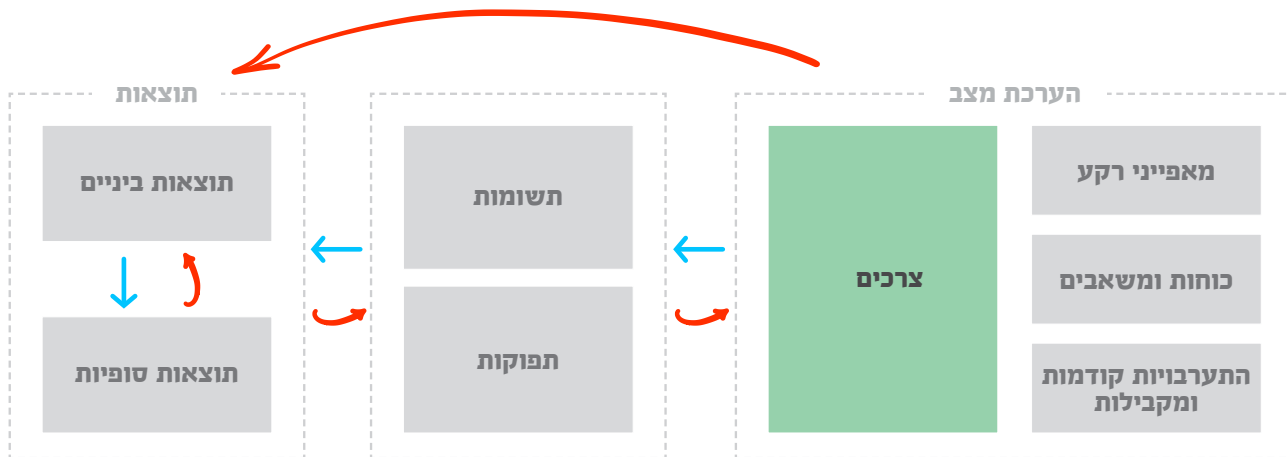 הערכת מצב
מאפייני רקע
כוחות ומשאבים
התערבויות קודמות
ומקבילות
צרכים
תשומות
תפוקות
תוצאות
תוצאות ביניים
תוצאות סופיות